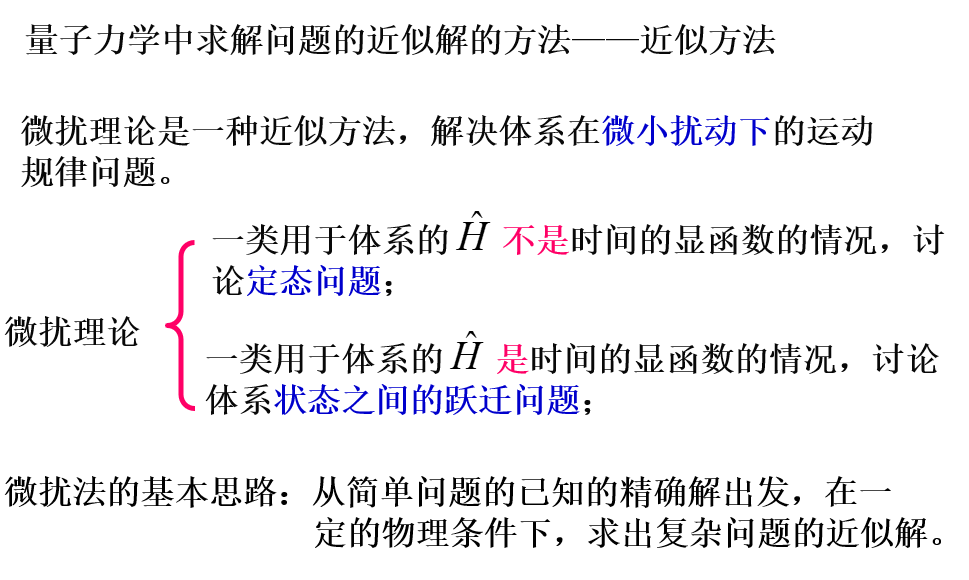 量子力学中求解问题的近似解的方法——近似方法
微扰理论是一种近似方法，解决体系在微小扰动下的运动
规律问题。
一类用于体系的 Ĥ 不是时间的显函数的情况，讨
论定态问题；
微扰理论
一类用于体系的 Ĥ 是时间的显函数的情况，讨论
体系状态之间的跃迁问题；
微扰法的基本思路：从简单问题的已知的精确解出发，在一
定的物理条件下，求出复杂问题的近似解。